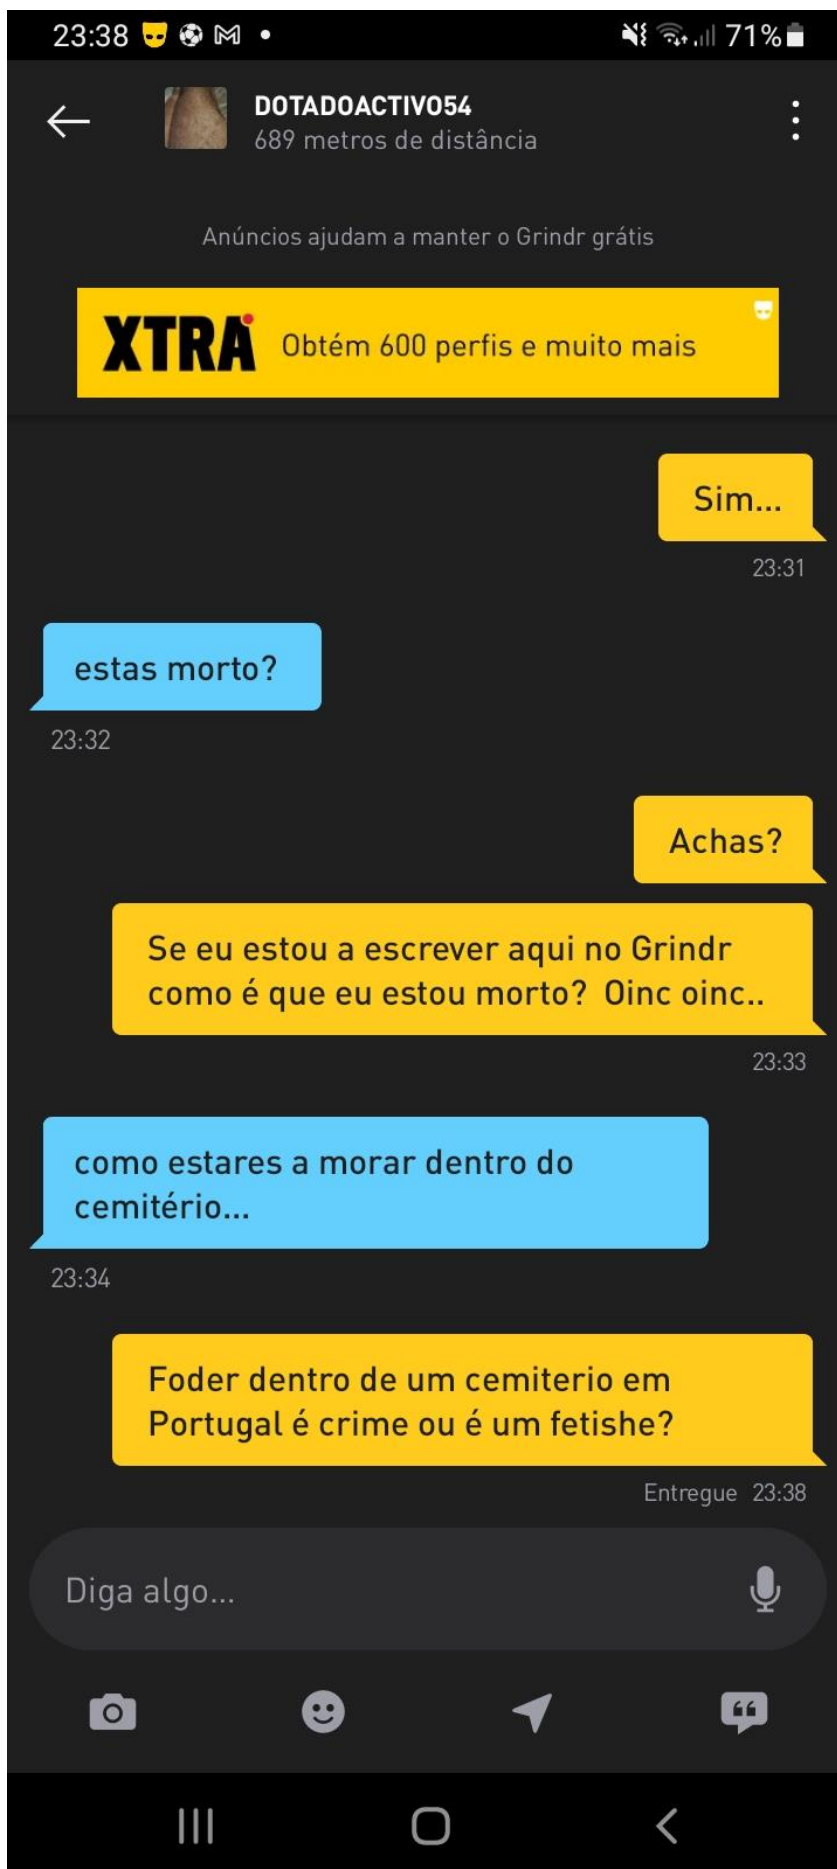 23:38
71%
DOTADOACTIVO54
689 metros de distância
Anúncios ajudam a manter o Grindr grátis
XTRA Obtém 600 perfis e muito mais
Sim...
23:31
estas morto?
23:32
Achas?
Se eu estou a escrever aqui no Grindr
como é que eu estou morto? Oinc oinc..
23:33
como estares a morar dentro do
cemitério...
23:34
Foder dentro de um cemiterio em
Portugal é crime ou é um fetishe?
Entregue 23:38
Diga algo...